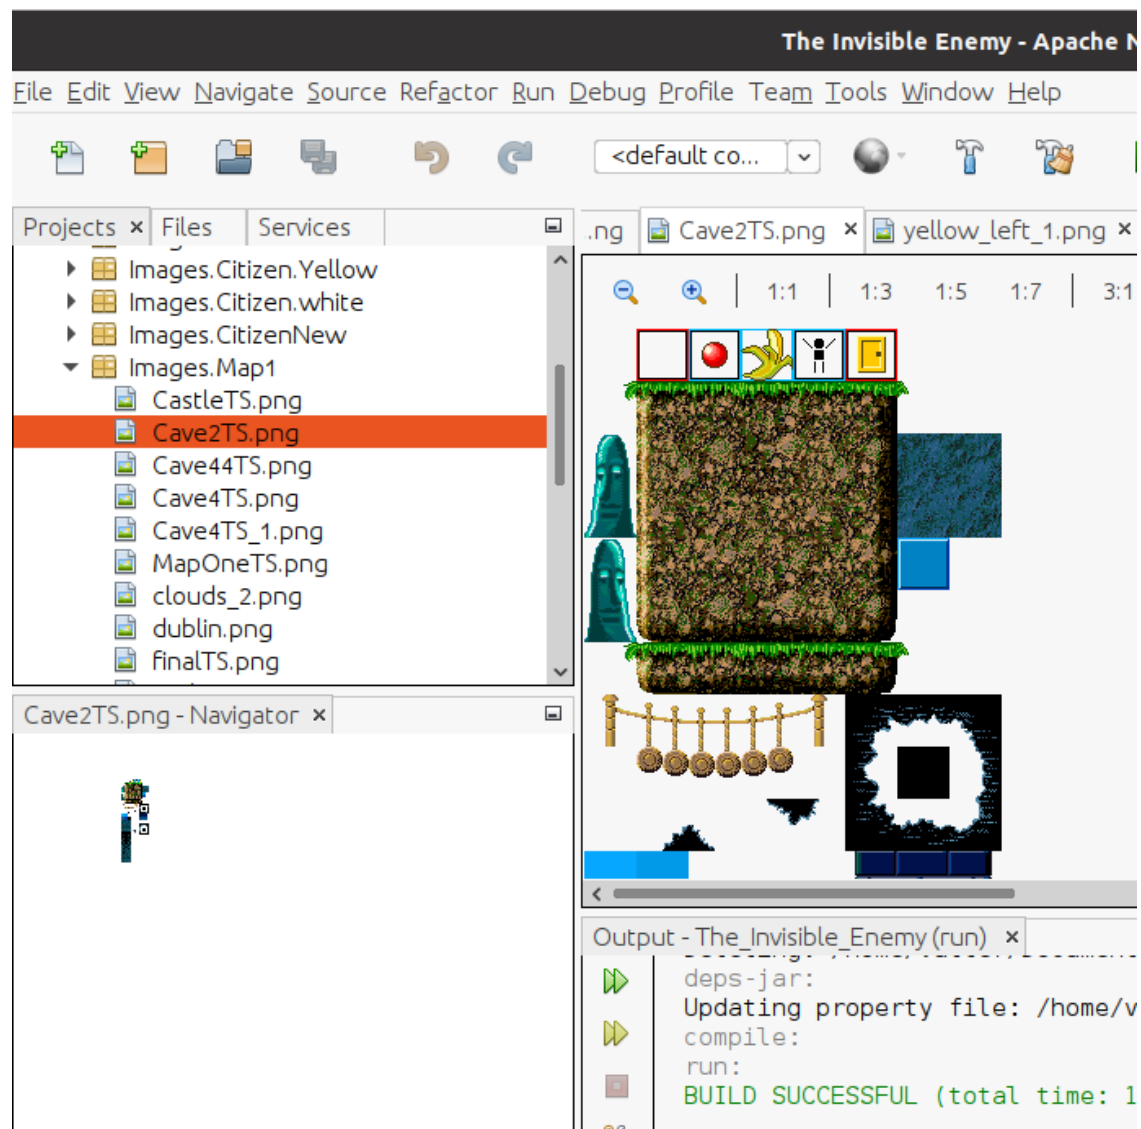 The Invisible Enemy - Apache N
File Edit View Navigate Source Refactor Run Debug Profile Team Tools Window Help
<default co...
Projects Files Services
.ng Cave2TS.png yellow_left_1.png
1:1 1:3 1:5 1:7 3:1
Images.Citizen.Yellow
Images.Citizen.white
Images.CitizenNew
Images.Map1
CastleTS.png
Cave2TS.png
Cave44TS.png
Cave4TS.png
Cave4TS_1.png
MapOneTS.png
clouds_2.png
dublin.png
finalTS.png
Cave2TS.png - Navigator
Output - The_Invisible_Enemy (run)
deps-jar:
Updating property file: /home/v
compile:
run:
BUILD SUCCESSFUL (total time: 1